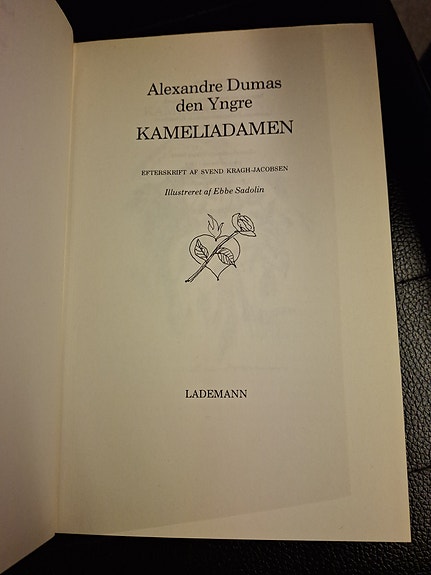 Alexandre Dumas
den Yngre
KAMELIADAMEN
EFTERSKRIFT AF SVEND KRAGH-JACOBSEN
Illustreret af Ebbe Sadolin
LADEMANN